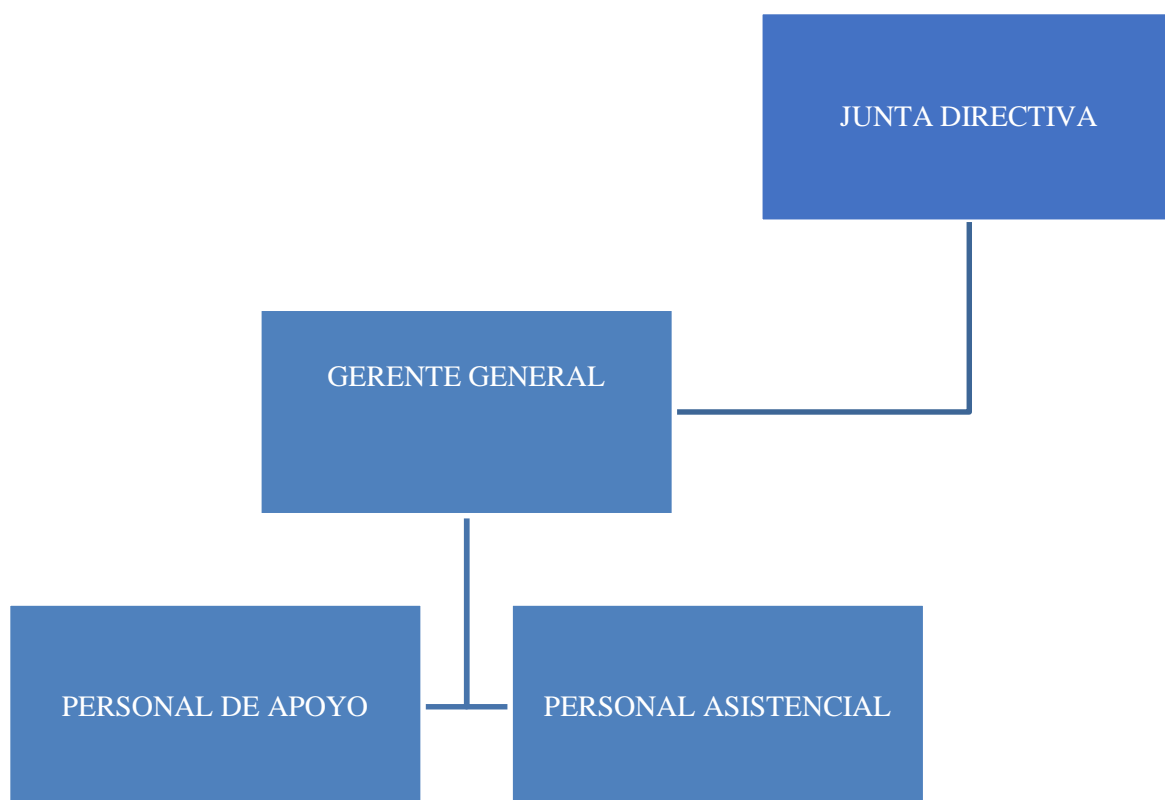 JUNTA DIRECTIVA
GERENTE GENERAL
PERSONAL DE APOYO
PERSONAL ASISTENCIAL